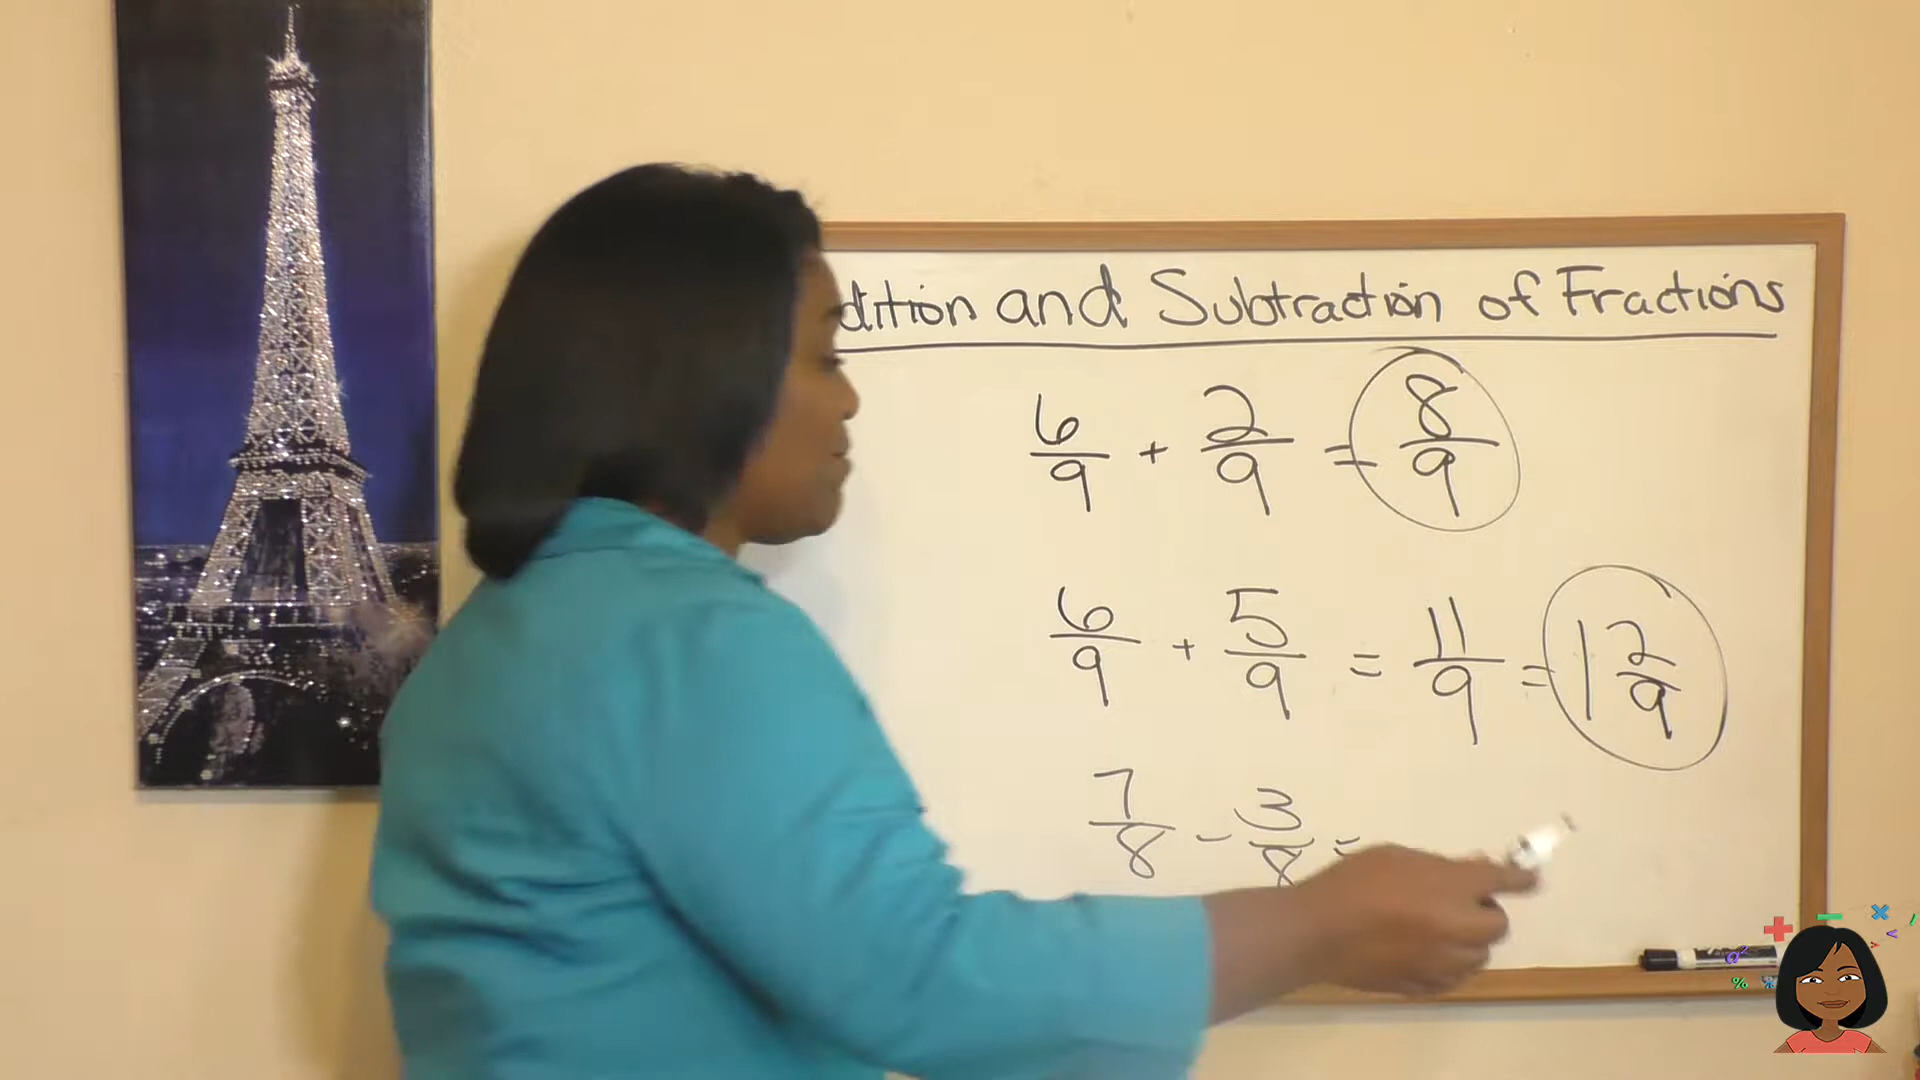 dition and Subtraction of Fractions
6/9 + 2/9 = 8/9
6/9 + 5/9 = 11/9 = 1 2/9
7/8 - 3/8 =